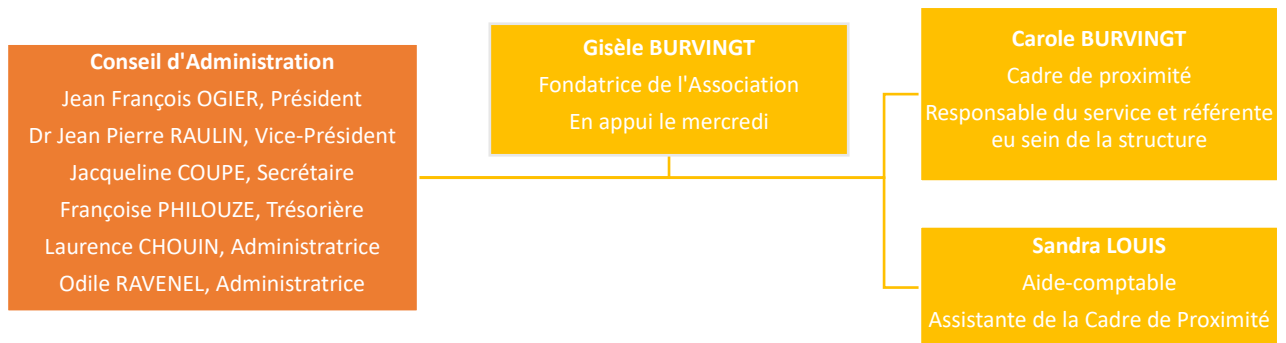 Conseil d'Administration
Jean François OGIER, Président
Dr Jean Pierre RAULIN, Vice-Président
Jacqueline COUPE, Secrétaire
Françoise PHILOUZE, Trésorière
Laurence CHOUIN, Administratrice
Odile RAVENEL, Administratrice
Gisèle BURVINGT
Fondatrice de l'Association
En appui le mercredi
Carole BURVINGT
Cadre de proximité
Responsable du service et référente
eu sein de la structure
Sandra LOUIS
Aide-comptable
Assistante de la Cadre de Proximité